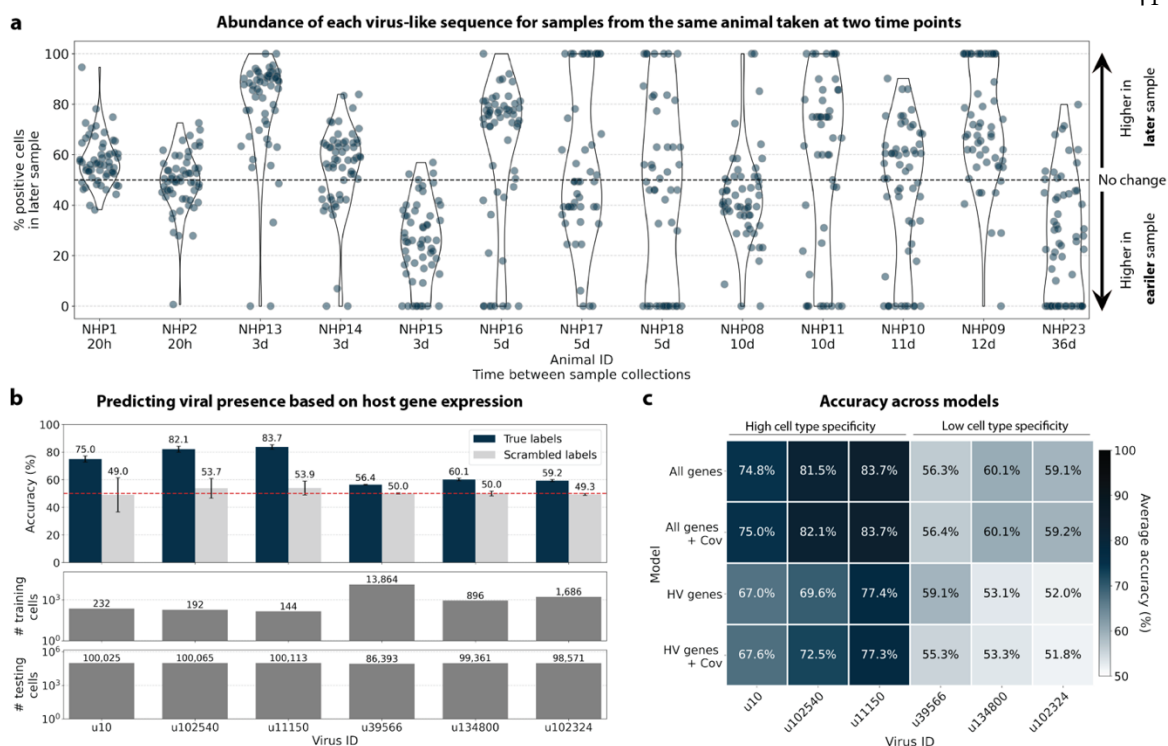 a Abundance of each virus-like sequence for samples from the same animal taken at two time points
% positive cells
in later sample
100
80
60
40
20
0
Higher in
later sample
No change
Higher in
eariler sample
NHP1 NHP2 NHP13 NHP14 NHP15 NHP16 NHP17 NHP18 NHP08 NHP11 NHP10 NHP09 NHP23
20h 20h 3d 3d 3d 5d 5d 5d 10d 10d 11d 12d 36d
Animal ID
Time between sample collections
b Predicting viral presence based on host gene expression
Accuracy (%)
100
80
60
40
20
0
True labels
Scrambled labels
75.0 49.0 82.1 53.7 83.7 53.9 56.4 50.0 60.1 50.0 59.2 49.3
# training
cells
10³
10⁰
232 192 144 13,864 896 1,686
# testing
cells
10⁶
10³
10⁰
100,025 100,065 100,113 86,393 99,361 98,571
u10 u102540 u11150 u39566 u134800 u102324
Virus ID
c Accuracy across models
High cell type specificity Low cell type specificity
Model
All genes 74.8% 81.5% 83.7% 56.3% 60.1% 59.1%
All genes
+ Cov 75.0% 82.1% 83.7% 56.4% 60.1% 59.2%
HV genes 67.0% 69.6% 77.4% 59.1% 53.1% 52.0%
HV genes
+ Cov 67.6% 72.5% 77.3% 55.3% 53.3% 51.8%
u10 u102540 u11150 u39566 u134800 u102324
Virus ID
100
90
80
70
60
50
Average accuracy (%)